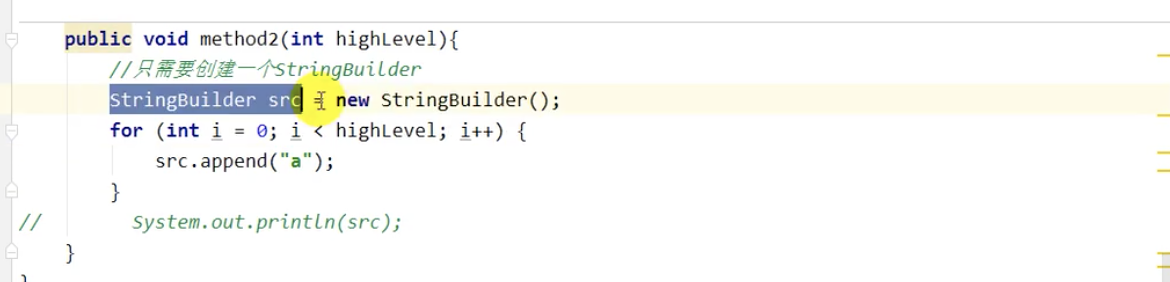 public void method2(int highLevel){
//只需要创建一个StringBuilder
StringBuilder src = new StringBuilder();
for (int i = 0; i < highLevel; i++) {
src.append("a");
}
// System.out.println(src);
}